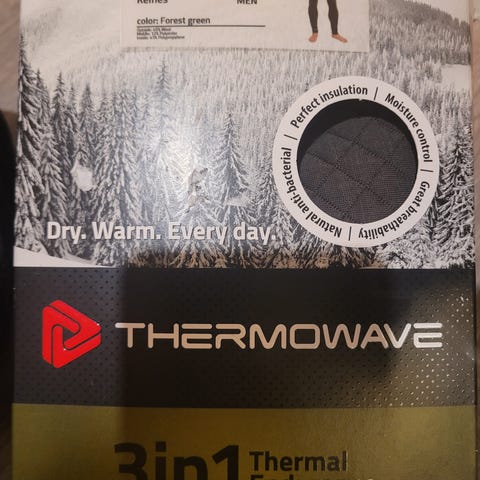 MEN
color: Forest green
Natural anti-bacterial | Perfect insulation | Moisture control | Great breathability |
Dry. Warm. Every day.
THERMOWAVE
3in1 Thermal